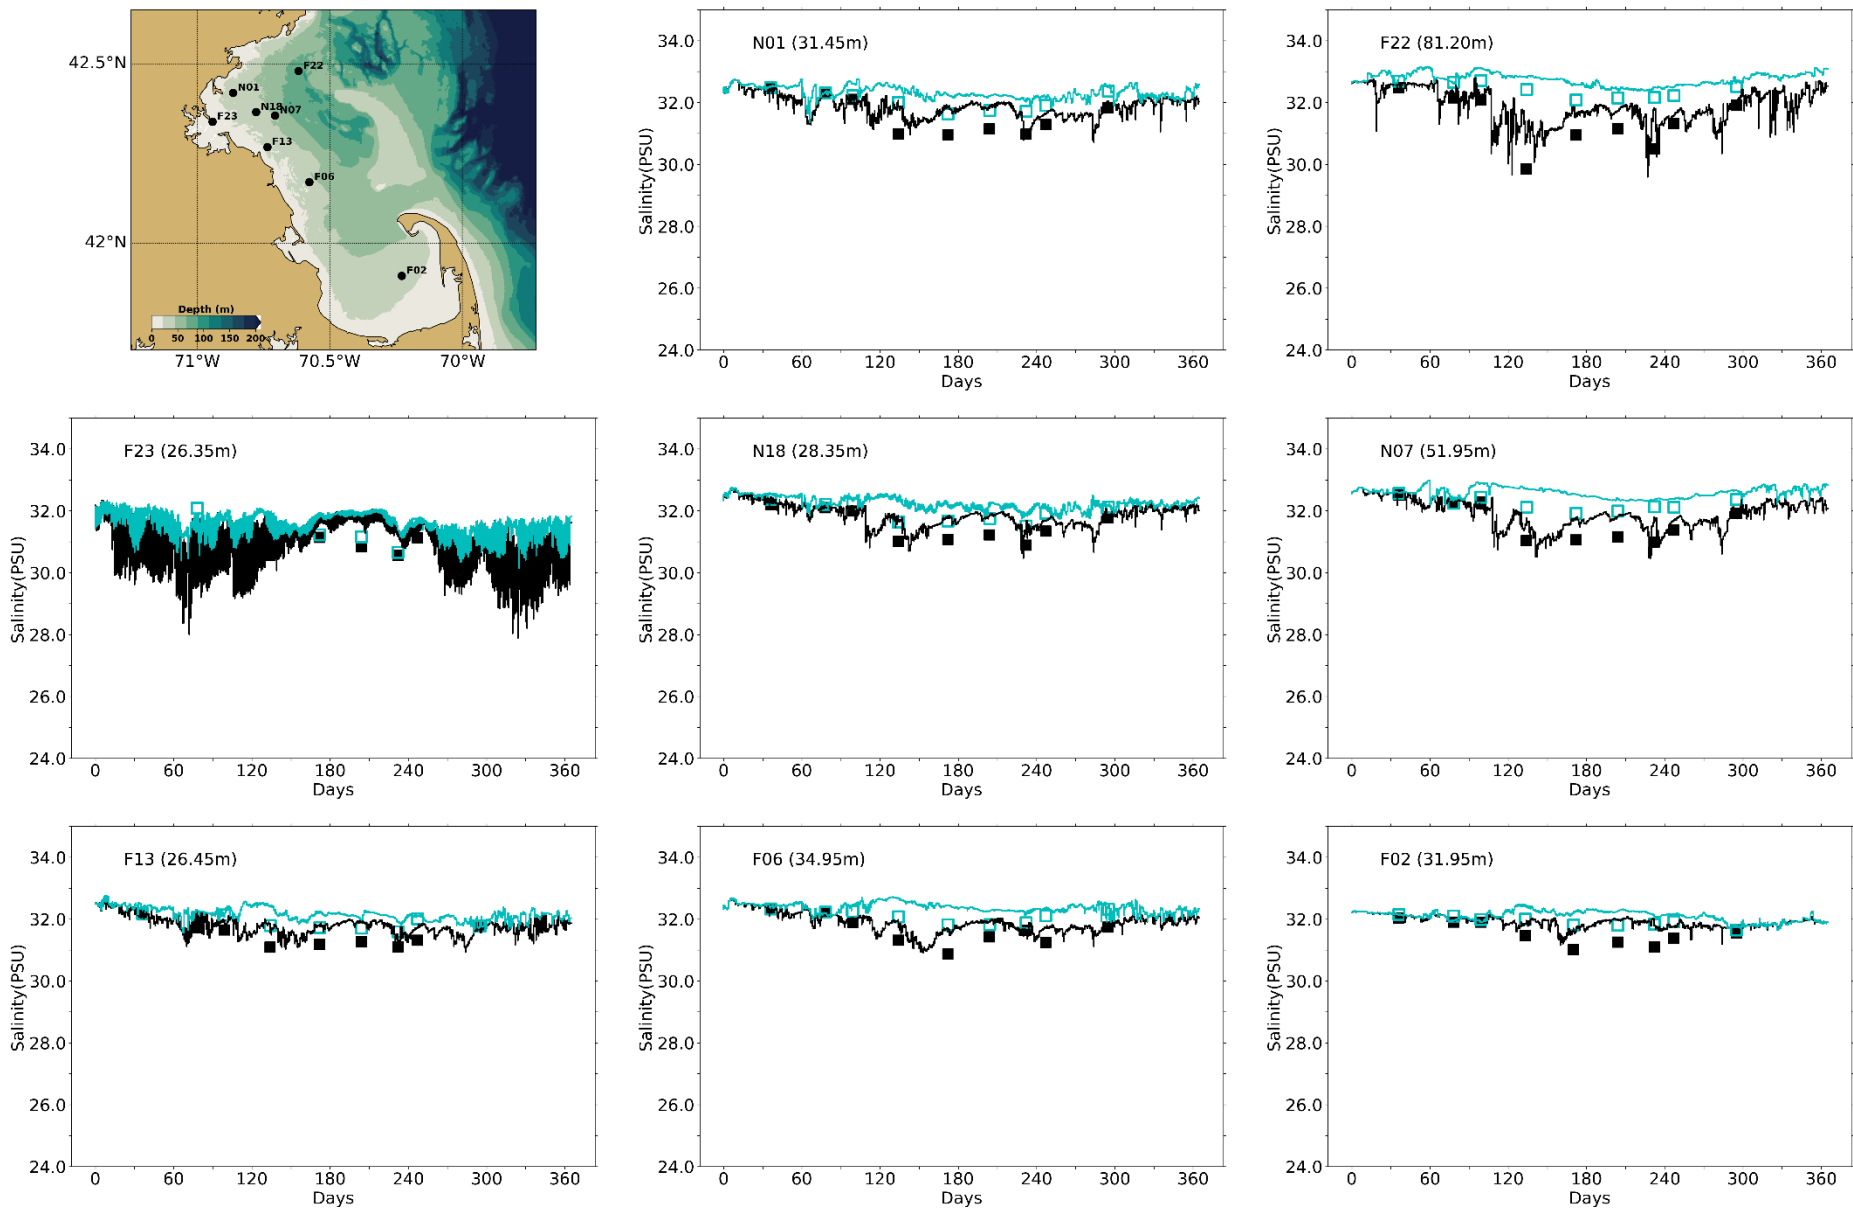 42.5°N
42°N
71°W
70.5°W
70°W
F22
N01
N18
N07
F23
F13
F06
F02
Depth (m)
0 50 100 150 200
N01 (31.45m)
Salinity(PSU)
34.0
32.0
30.0
28.0
26.0
24.0
0 60 120 180 240 300 360
Days
F22 (81.20m)
Salinity(PSU)
34.0
32.0
30.0
28.0
26.0
24.0
0 60 120 180 240 300 360
Days
F23 (26.35m)
Salinity(PSU)
34.0
32.0
30.0
28.0
26.0
24.0
0 60 120 180 240 300 360
Days
N18 (28.35m)
Salinity(PSU)
34.0
32.0
30.0
28.0
26.0
24.0
0 60 120 180 240 300 360
Days
N07 (51.95m)
Salinity(PSU)
34.0
32.0
30.0
28.0
26.0
24.0
0 60 120 180 240 300 360
Days
F13 (26.45m)
Salinity(PSU)
34.0
32.0
30.0
28.0
26.0
24.0
0 60 120 180 240 300 360
Days
F06 (34.95m)
Salinity(PSU)
34.0
32.0
30.0
28.0
26.0
24.0
0 60 120 180 240 300 360
Days
F02 (31.95m)
Salinity(PSU)
34.0
32.0
30.0
28.0
26.0
24.0
0 60 120 180 240 300 360
Days